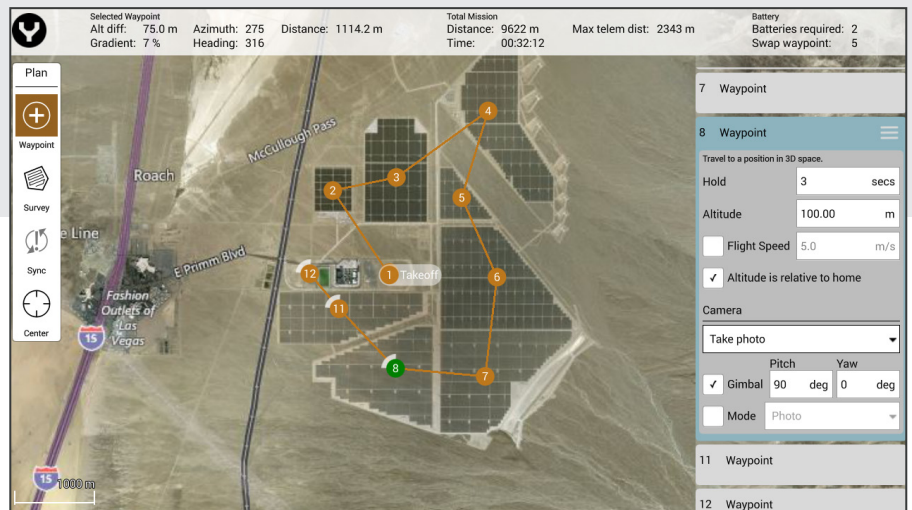 Selected Waypoint
Alt diff: 75.0 m Azimuth: 275 Distance: 1114.2 m
Gradient: 7 % Heading: 316
Total Mission
Distance: 9622 m Max telem dist: 2343 m
Time: 00:32:12
Battery
Batteries required: 2
Swap waypoint: 5
Plan
Waypoint
Survey
Sync
Center
McCullough Pass
Roach
e Line
E Primm Blvd
Fashion
Outlets of
Las
Vegas
15
15
1000 m
4
3
2
5
12
1 Takeoff
6
11
8
7
7 Waypoint
8 Waypoint
Travel to a position in 3D space.
Hold 3 secs
Altitude 100.00 m
Flight Speed 5.0 m/s
Altitude is relative to home
Camera
Take photo
Pitch Yaw
Gimbal 90 deg 0 deg
Mode Photo
11 Waypoint
12 Waypoint